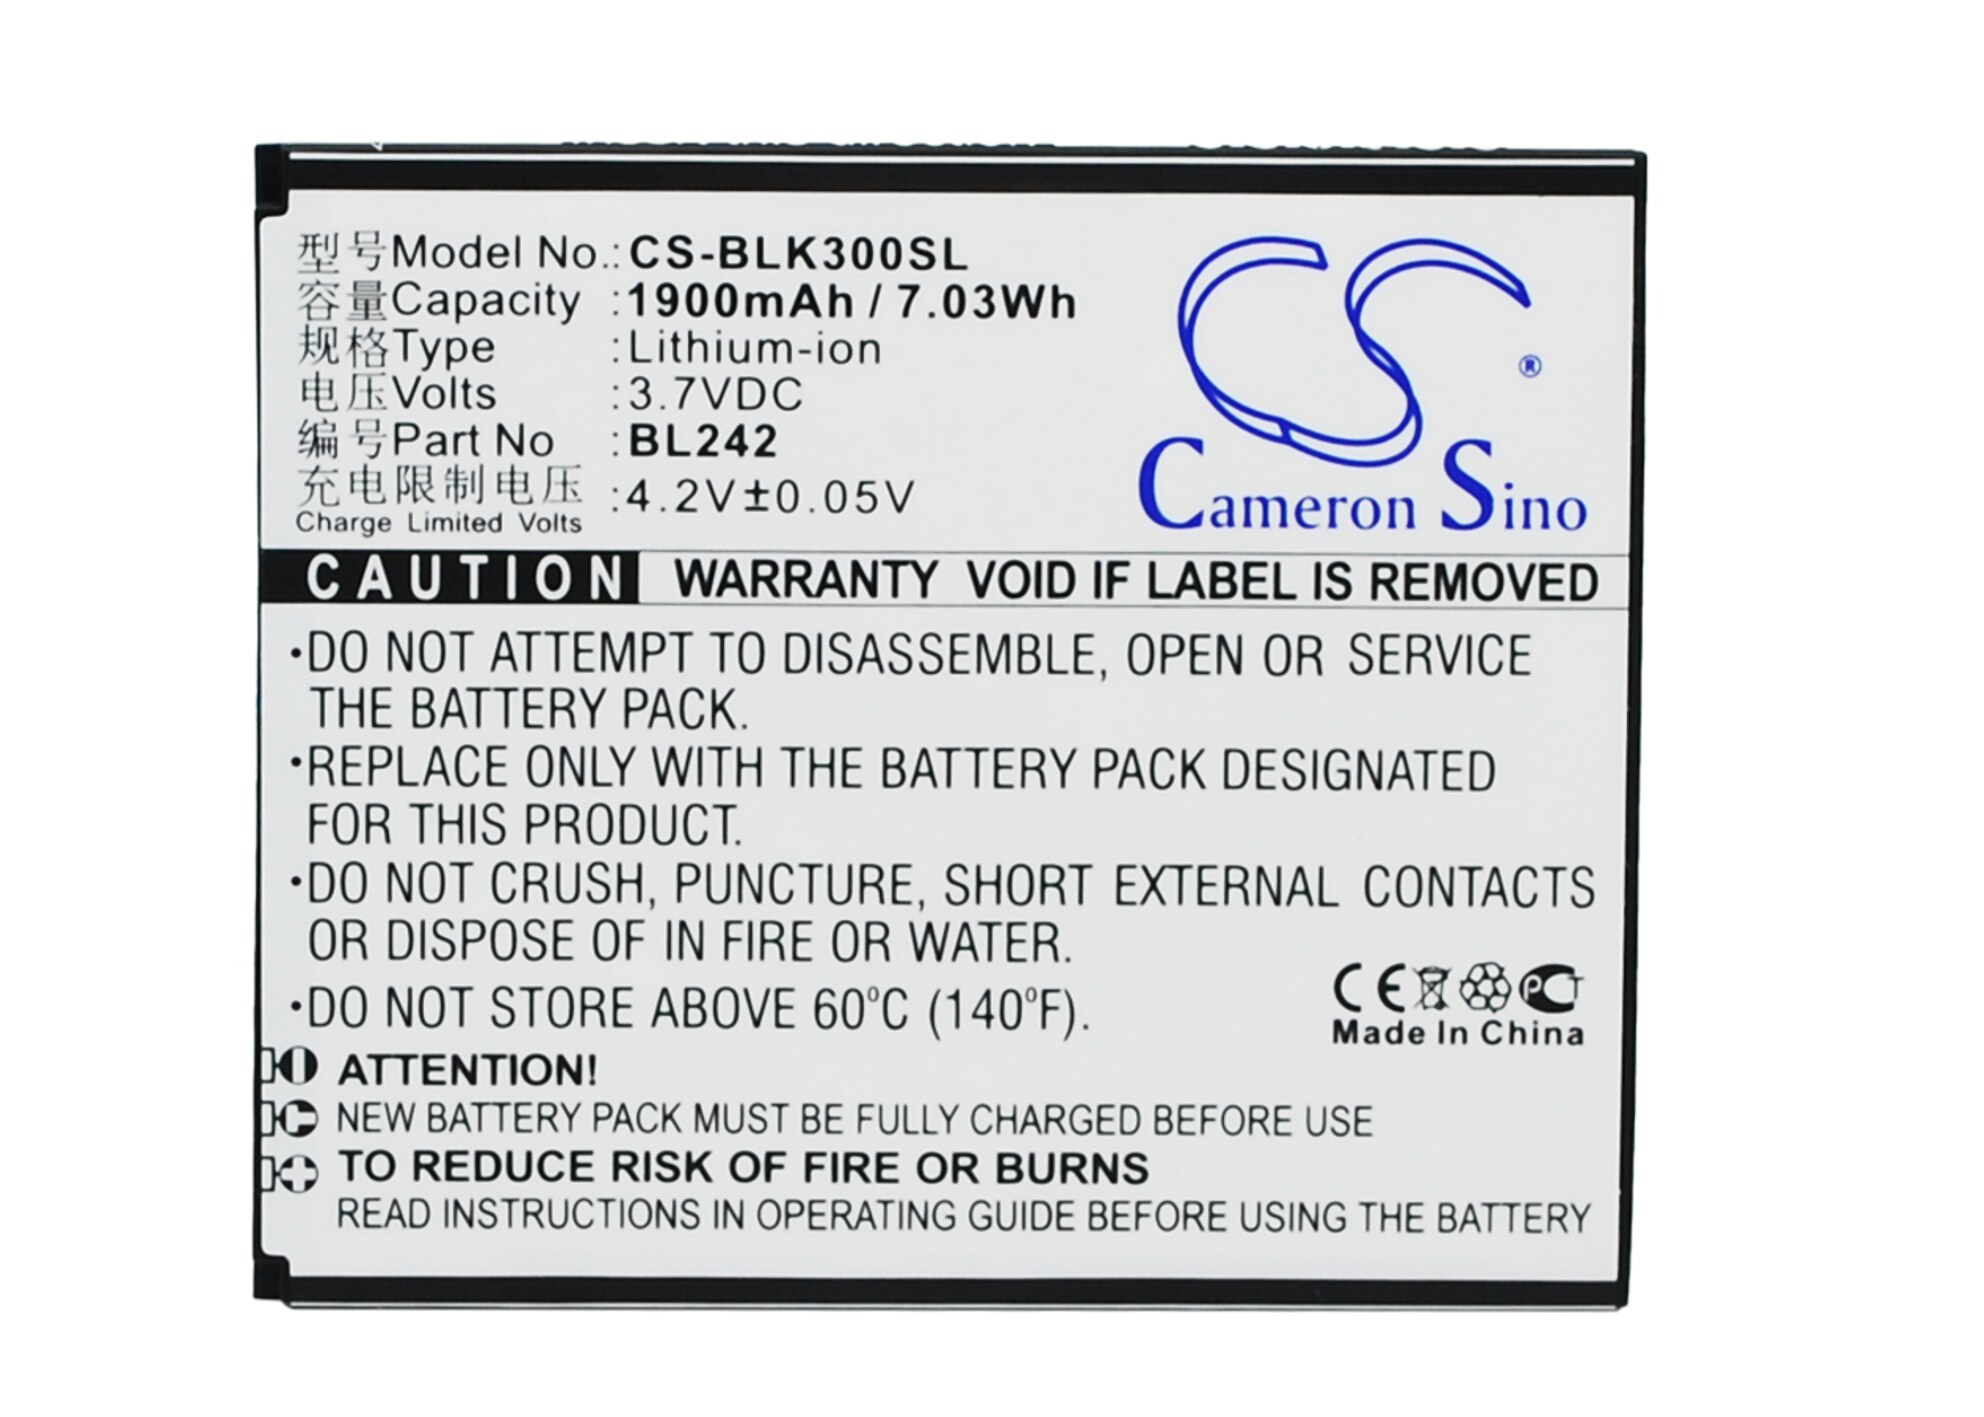 型号Model No.:CS-BLK300SL
容量Capacity :1900mAh / 7.03Wh
规格Type :Lithium-ion
电压Volts :3.7VDC
编号Part No :BL242
充电限制电压 :4.2V±0.05V
Charge Limited Volts
CS
®
Cameron Sino
CAUTION WARRANTY VOID IF LABEL IS REMOVED
•DO NOT ATTEMPT TO DISASSEMBLE, OPEN OR SERVICE
THE BATTERY PACK.
•REPLACE ONLY WITH THE BATTERY PACK DESIGNATED
FOR THIS PRODUCT.
•DO NOT CRUSH, PUNCTURE, SHORT EXTERNAL CONTACTS
OR DISPOSE OF IN FIRE OR WATER.
•DO NOT STORE ABOVE 60°C (140°F).
CE PCT
Made In China
ATTENTION!
C NEW BATTERY PACK MUST BE FULLY CHARGED BEFORE USE
+ TO REDUCE RISK OF FIRE OR BURNS
READ INSTRUCTIONS IN OPERATING GUIDE BEFORE USING THE BATTERY